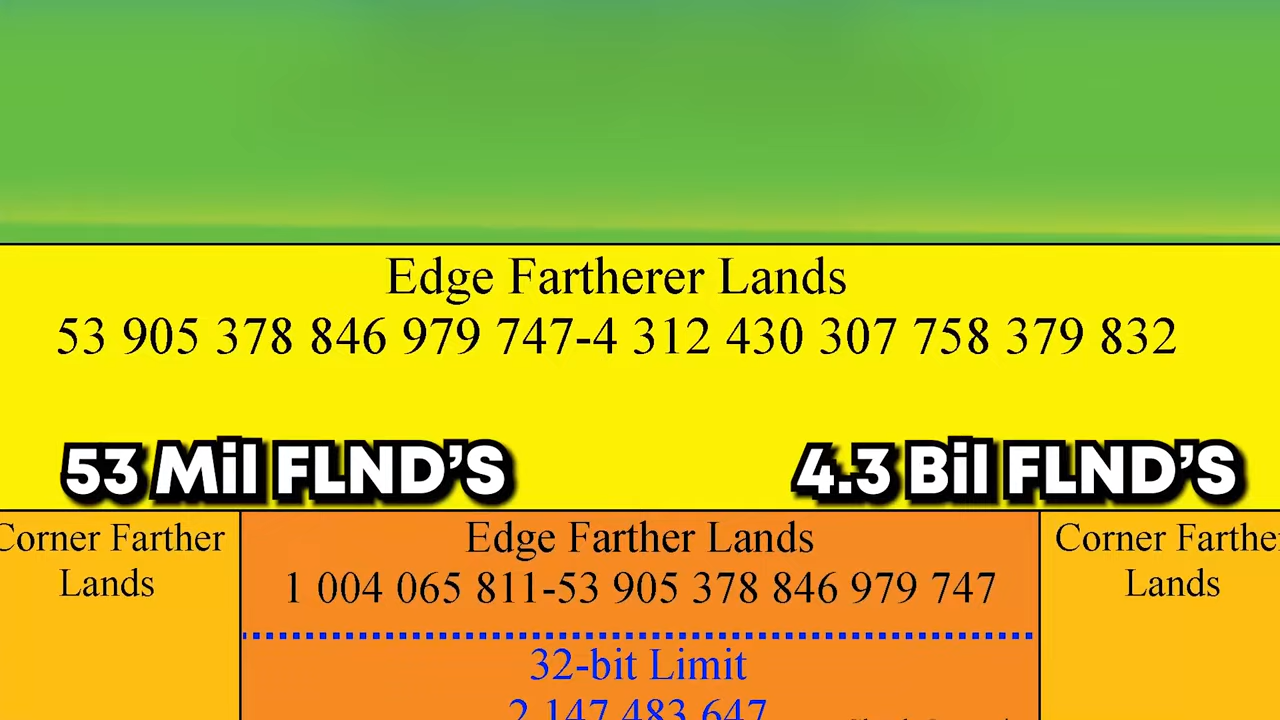 Edge Fartherer Lands
53 905 378 846 979 747-4 312 430 307 758 379 832
53 Mil FLND'S
4.3 Bil FLND'S
Corner Farther
Lands
Edge Farther Lands
1 004 065 811-53 905 378 846 979 747
Corner Farthe
Lands
32-bit Limit
2 147 483 647